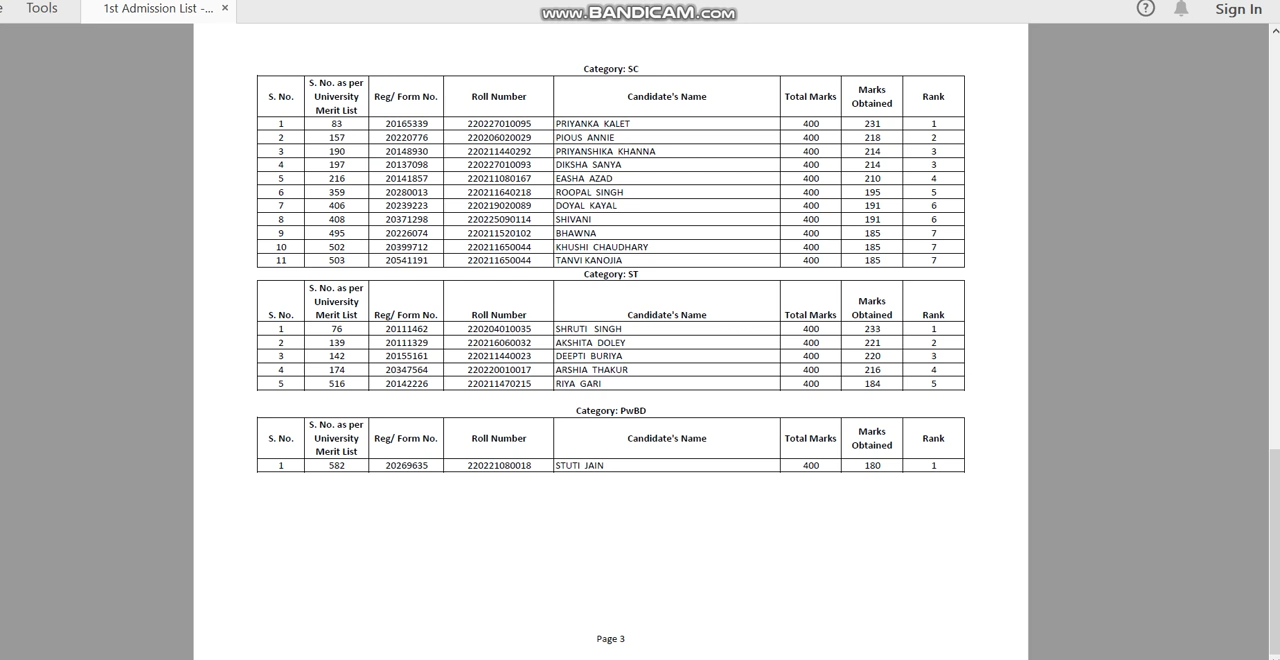 Tools 1st Admission List -... × www.BANDICAM.com ? Sign In
Category: SC
S. No. S. No. as per University Merit List Reg/ Form No. Roll Number Candidate's Name Total Marks Marks Obtained Rank
1 83 20165339 220227010095 PRIYANKA KALET 400 231 1
2 157 20220776 220206020029 PIOUS ANNIE 400 218 2
3 190 20148930 220211440292 PRIYANSHIKA KHANNA 400 214 3
4 197 20137098 220227010093 DIKSHA SANYA 400 214 3
5 216 20141857 220211080167 EASHA AZAD 400 210 4
6 359 20280013 220211640218 ROOPAL SINGH 400 195 5
7 406 20239223 220219020089 DOYAL KAYAL 400 191 6
8 408 20371298 220225090114 SHIVANI 400 191 6
9 495 20226074 220211520102 BHAWNA 400 185 7
10 502 20399712 220211650044 KHUSHI CHAUDHARY 400 185 7
11 503 20541191 220211650044 TANVI KANOJIA 400 185 7
Category: ST
S. No. S. No. as per University Merit List Reg/ Form No. Roll Number Candidate's Name Total Marks Marks Obtained Rank
1 76 20111462 220204010035 SHRUTI SINGH 400 233 1
2 139 20111329 220216060032 AKSHITA DOLEY 400 221 2
3 142 20155161 220211440023 DEEPTI BURIYA 400 220 3
4 174 20347564 220220010017 ARSHIA THAKUR 400 216 4
5 516 20142226 220211470215 RIYA GARI 400 184 5
Category: PwBD
S. No. S. No. as per University Merit List Reg/ Form No. Roll Number Candidate's Name Total Marks Marks Obtained Rank
1 582 20269635 220221080018 STUTI JAIN 400 180 1
Page 3